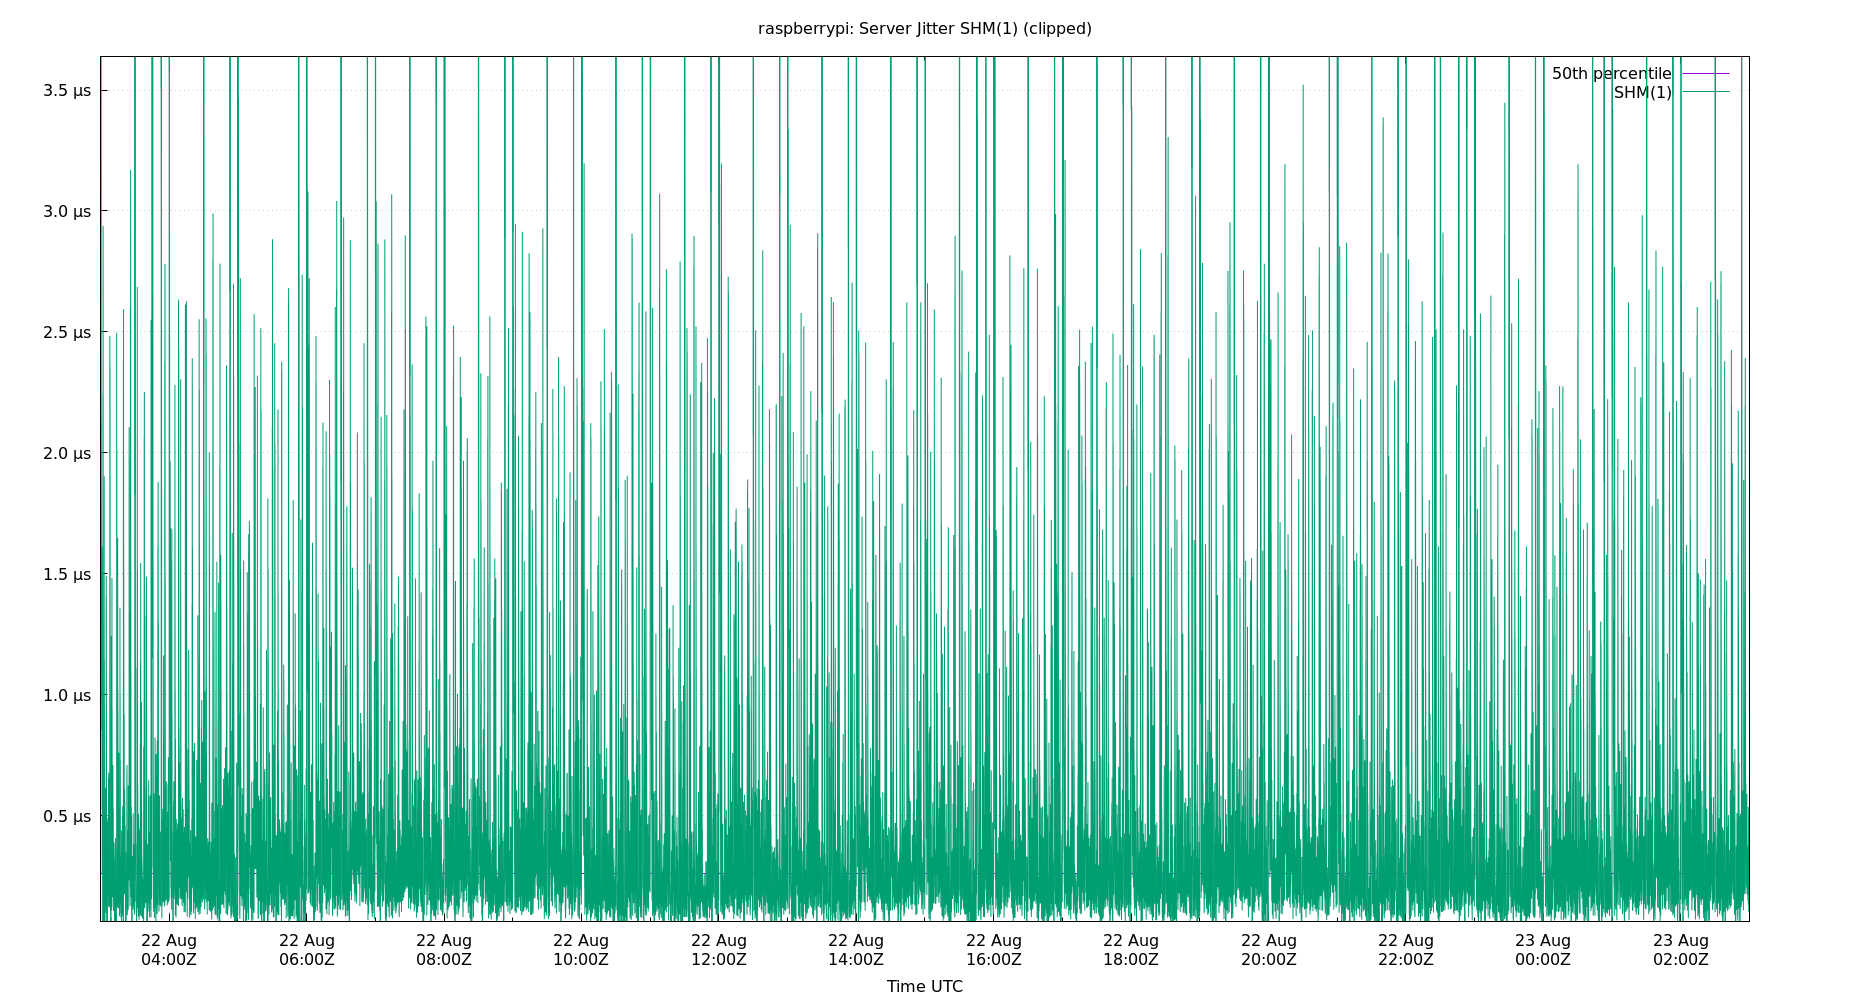 raspberrypi: Server Jitter SHM(1) (clipped)
50th percentile
SHM(1)
3.5 µs
3.0 µs
2.5 µs
2.0 µs
1.5 µs
1.0 µs
0.5 µs
22 Aug 22 Aug 22 Aug 22 Aug 22 Aug 22 Aug 22 Aug 22 Aug 22 Aug 22 Aug 23 Aug 23 Aug
04:00Z 06:00Z 08:00Z 10:00Z 12:00Z 14:00Z 16:00Z 18:00Z 20:00Z 22:00Z 00:00Z 02:00Z
Time UTC